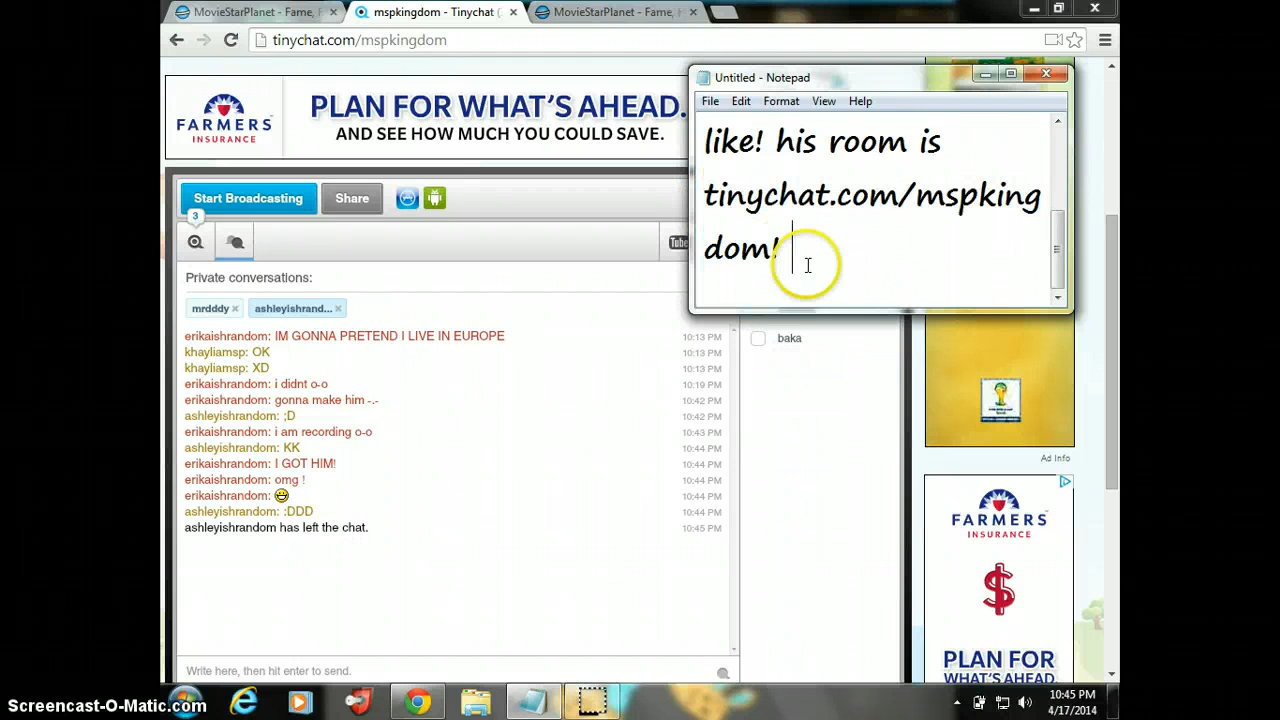 MovieStarPlanet - Fame, F
mspkingdom - Tinychat (
MovieStarPlanet - Fame, F
tinychat.com/mspkingdom
FARMERS
INSURANCE
PLAN FOR WHAT'S AHEAD.
AND SEE HOW MUCH YOU COULD SAVE.
Untitled - Notepad
File Edit Format View Help
like! his room is
tinychat.com/mspking
dom!
Start Broadcasting
Share
3
You
Tube
Private conversations:
mrdddy
ashleyishrand...
erikaishrandom: IM GONNA PRETEND I LIVE IN EUROPE 10:13 PM
khayliamsp: OK 10:13 PM
khayliamsp: XD 10:13 PM
erikaishrandom: i didnt o-o 10:19 PM
erikaishrandom: gonna make him -.- 10:42 PM
ashleyishrandom: ;D 10:42 PM
erikaishrandom: i am recording o-o 10:43 PM
ashleyishrandom: KK 10:44 PM
erikaishrandom: I GOT HIM! 10:44 PM
erikaishrandom: omg ! 10:44 PM
erikaishrandom: 10:44 PM
ashleyishrandom: :DDD 10:44 PM
ashleyishrandom has left the chat. 10:45 PM
baka
Ad Info
FARMERS
INSURANCE
$
PLAN FOR
WHAT'S AHEAD
Write here, then hit enter to send.
10:45 PM
4/17/2014
Screencast-O-Matic.com